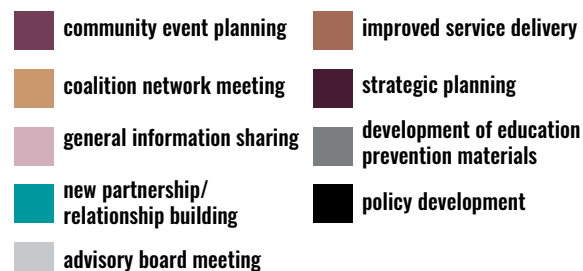 community event planning
coalition network meeting
general information sharing
new partnership/
relationship building
advisory board meeting
improved service delivery
strategic planning
development of education
prevention materials
policy development